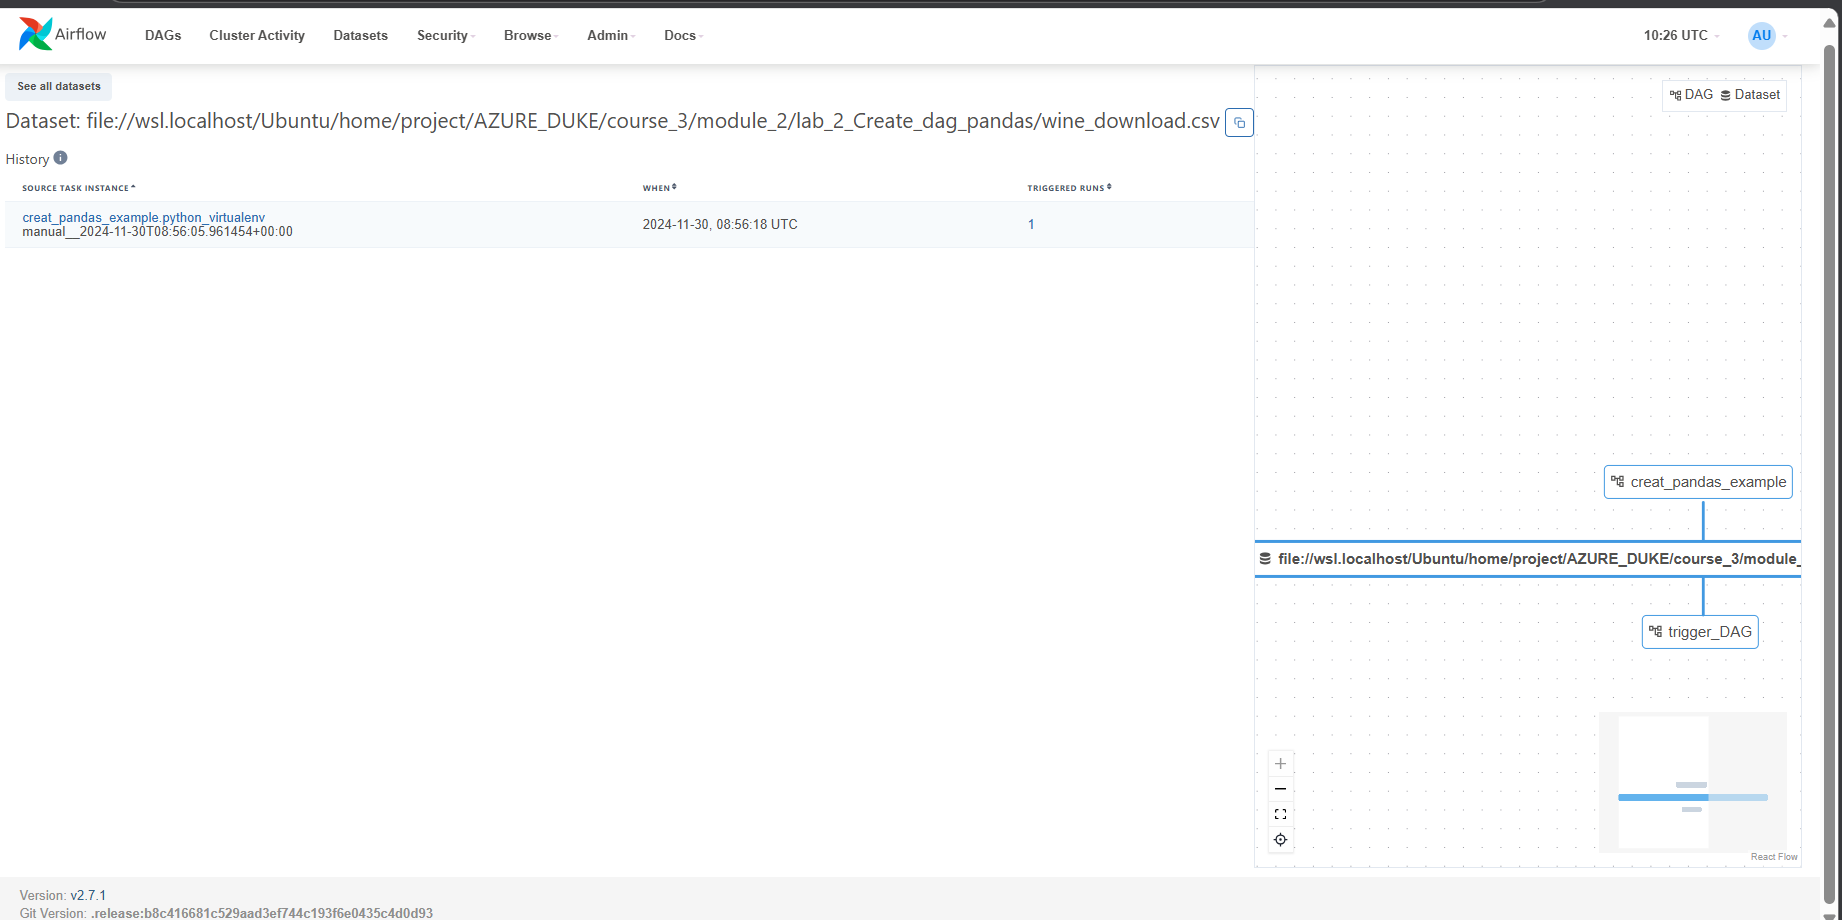 Airflow DAGs Cluster Activity Datasets Security Browse Admin Docs 10:26 UTC AU
See all datasets
DAG Dataset
Dataset: file://wsl.localhost/Ubuntu/home/project/AZURE_DUKE/course_3/module_2/lab_2_Create_dag_pandas/wine_download.csv
History
SOURCE TASK INSTANCE WHEN TRIGGERED RUNS
creat_pandas_example.python_virtualenv
manual__2024-11-30T08:56:05.961454+00:00
2024-11-30, 08:56:18 UTC
1
creat_pandas_example
file://wsl.localhost/Ubuntu/home/project/AZURE_DUKE/course_3/module_
trigger_DAG
React Flow
Version: v2.7.1
Git Version: .release:b8c416681c529aad3ef744c193f6e0435c4d0d93